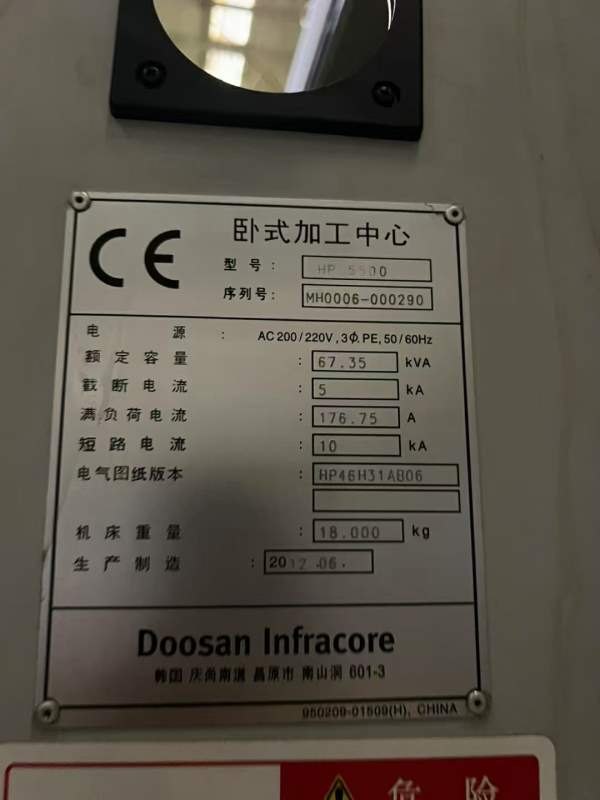 CE
卧式加工中心
型号: HP 5500
序列号: MH0006-000290
电源: AC 200/220V, 3Φ, PE, 50/60Hz
额定容量: 67.35 kVA
截断电流: 5 kA
满负荷电流: 176.75 A
短路电流: 10 kA
电气图纸版本: HP46H31AB06
机床重量: 18.000 kg
生产制造: 2012.06.
Doosan Infracore
韩国 庆尚南道 昌原市 南山洞 601-3
950209-01509(H), CHINA
危险